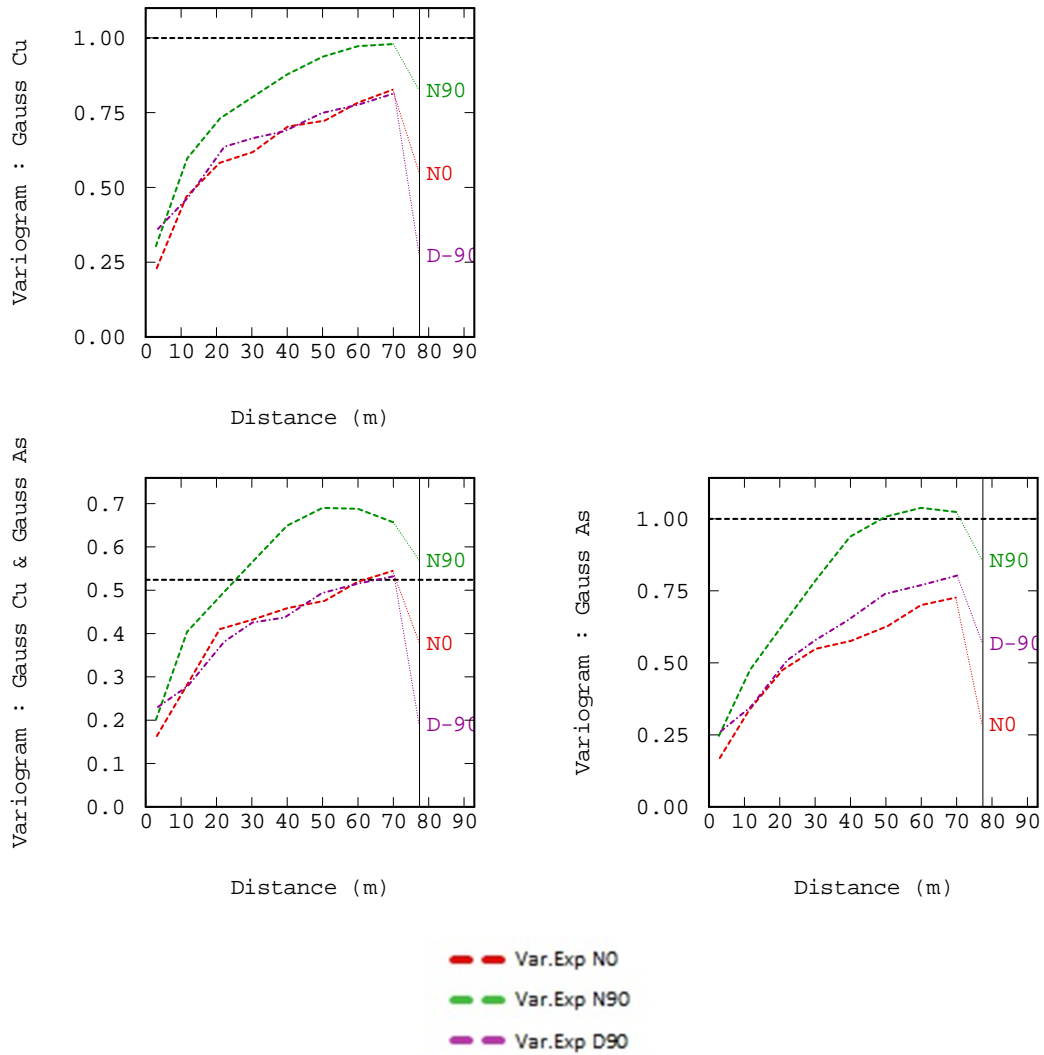 Variogram : Gauss Cu
1.00
0.75
0.50
0.25
0.00
N90
N0
D-90
0 10 20 30 40 50 60 70 80 90
Distance (m)
Variogram : Gauss Cu & Gauss As
0.7
0.6
0.5
0.4
0.3
0.2
0.1
0.0
N90
N0
D-90
0 10 20 30 40 50 60 70 80 90
Distance (m)
Variogram : Gauss As
1.00
0.75
0.50
0.25
0.00
N90
D-90
N0
0 10 20 30 40 50 60 70 80 90
Distance (m)
Var.Exp N0
Var.Exp N90
Var.Exp D90